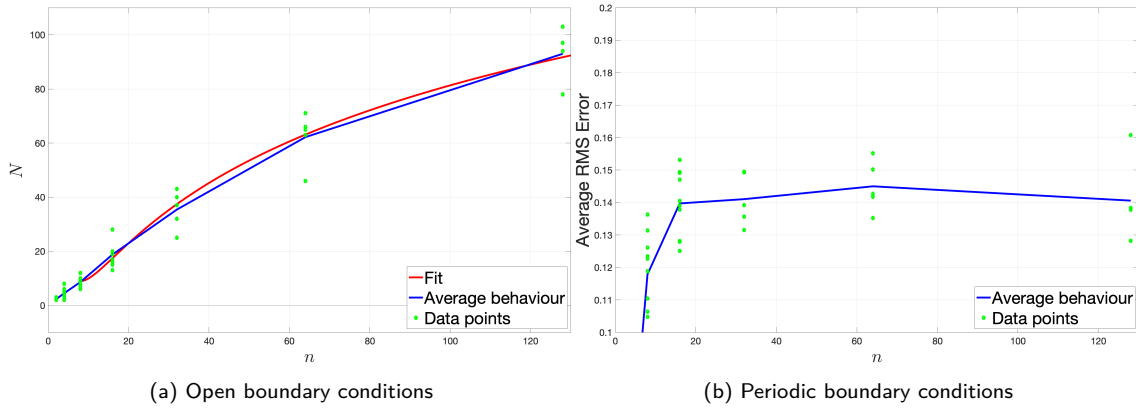 100
80
60
40
20
0
N
0 20 40 60 80 100 120
n
Fit
Average behaviour
Data points
(a) Open boundary conditions
0.2
0.19
0.18
0.17
0.16
0.15
0.14
0.13
0.12
0.11
0.1
Average RMS Error
0 20 40 60 80 100 120
n
Average behaviour
Data points
(b) Periodic boundary conditions